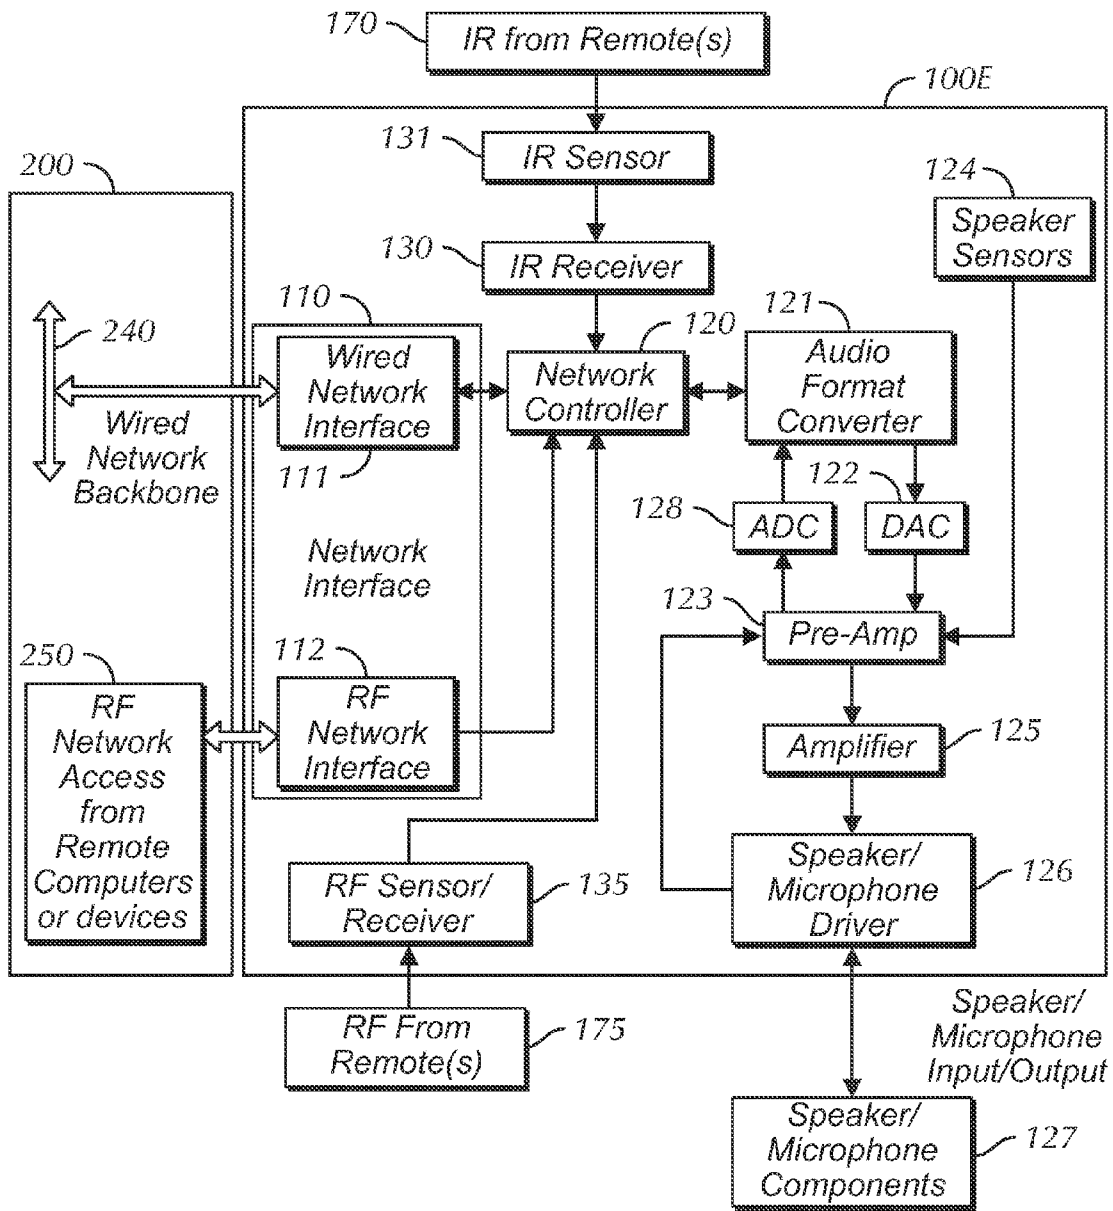 170
IR from Remote(s)
100E
131
IR Sensor
200
124
Speaker
Sensors
130
IR Receiver
110
240
120
121
Wired
Network
Interface
Network
Controller
Audio
Format
Converter
Wired
Network
Backbone
111
122
128
ADC
DAC
Network
Interface
123
Pre-Amp
250
112
RF
Network
Access
from
Remote
Computers
or devices
RF
Network
Interface
Amplifier
125
Speaker/
Microphone
Driver
126
RF Sensor/
Receiver
135
RF From
Remote(s)
175
Speaker/
Microphone
Input/Output
Speaker/
Microphone
Components
127